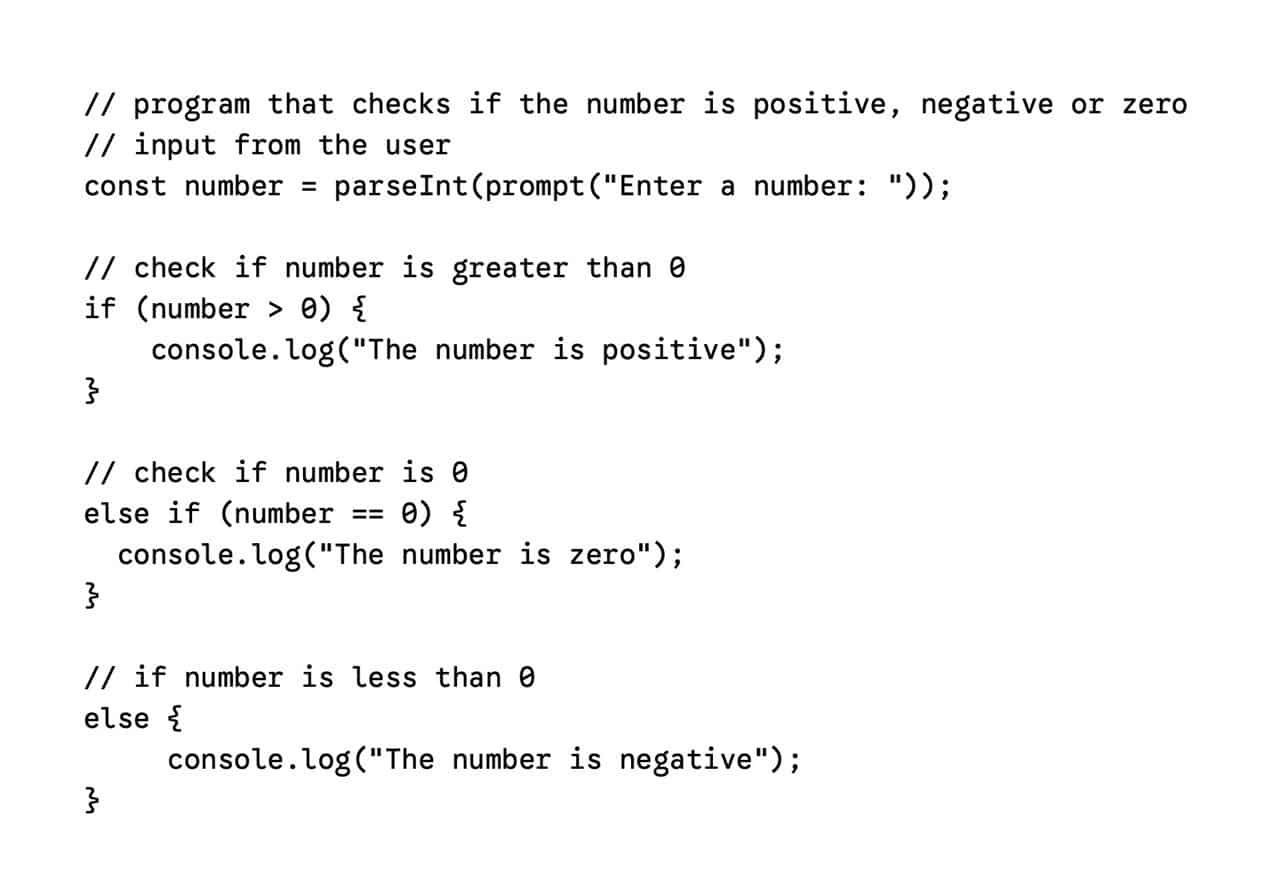 // program that checks if the number is positive, negative or zero
// input from the user
const number = parseInt(prompt("Enter a number: "));
// check if number is greater than 0
if (number > 0) {
    console.log("The number is positive");
}
// check if number is 0
else if (number == 0) {
  console.log("The number is zero");
}
// if number is less than 0
else {
     console.log("The number is negative");
}